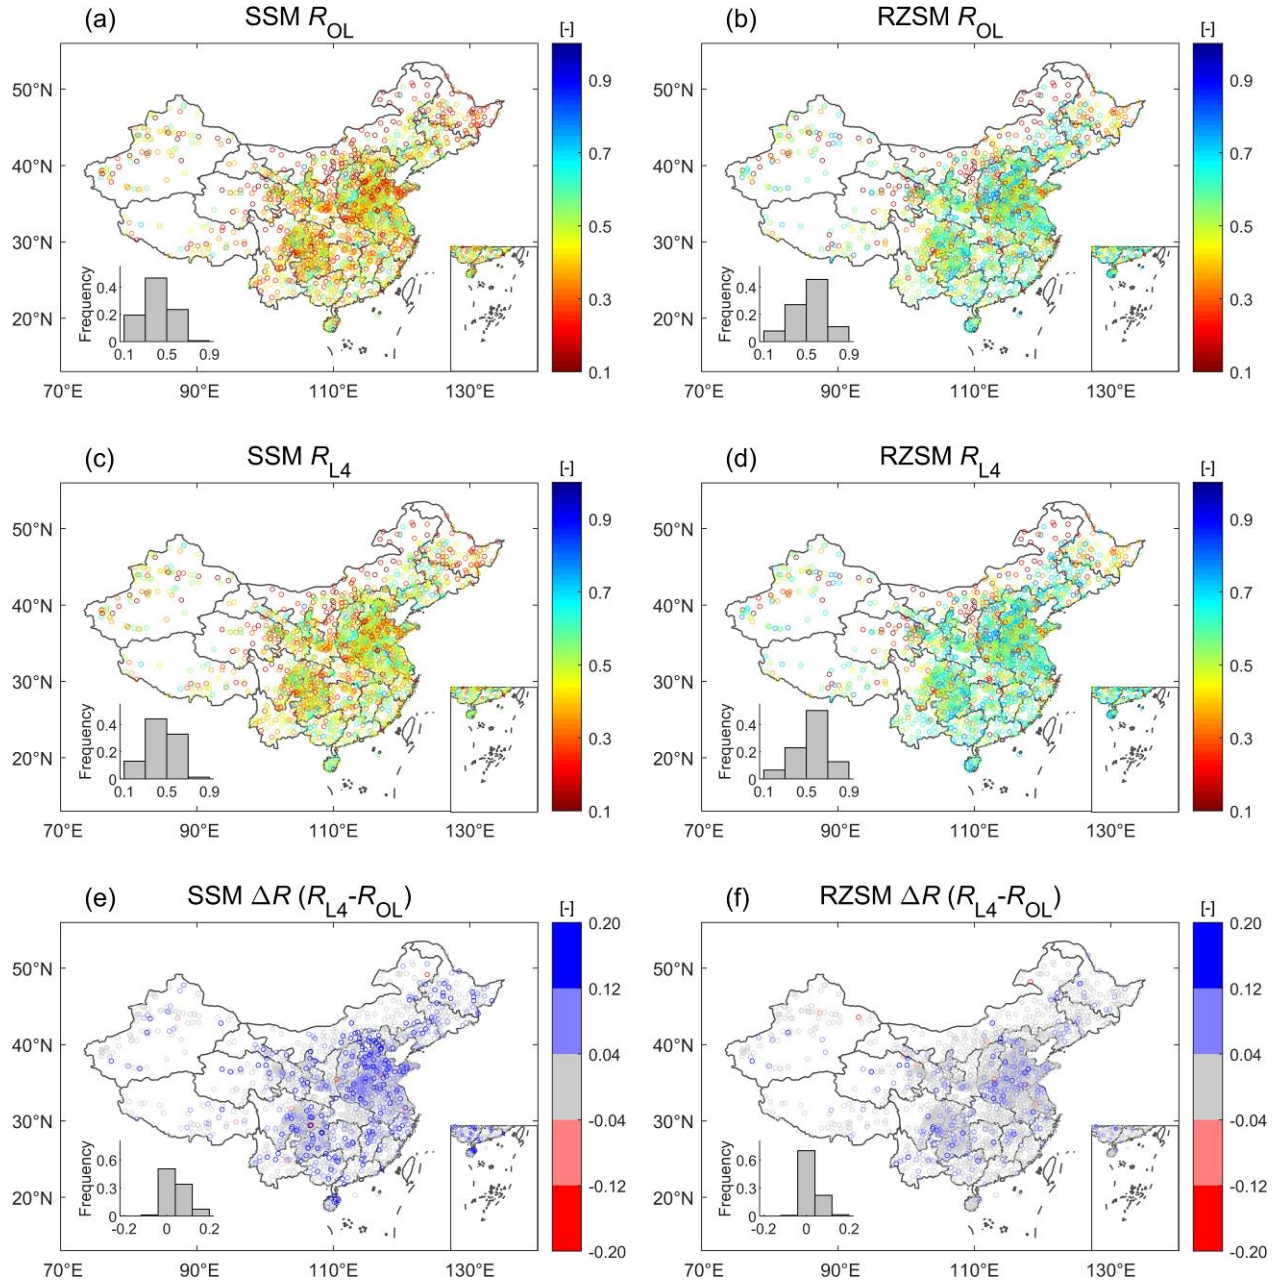 (a) SSM R_OL [-]
50°N
40°N
30°N
20°N
70°E 90°E 110°E 130°E
0.9
0.7
0.5
0.3
0.1
Frequency
0.4
0.2
0
0.1 0.5 0.9
(b) RZSM R_OL [-]
50°N
40°N
30°N
20°N
70°E 90°E 110°E 130°E
0.9
0.7
0.5
0.3
0.1
Frequency
0.4
0.2
0
0.1 0.5 0.9
(c) SSM R_L4 [-]
50°N
40°N
30°N
20°N
70°E 90°E 110°E 130°E
0.9
0.7
0.5
0.3
0.1
Frequency
0.4
0.2
0
0.1 0.5 0.9
(d) RZSM R_L4 [-]
50°N
40°N
30°N
20°N
70°E 90°E 110°E 130°E
0.9
0.7
0.5
0.3
0.1
Frequency
0.4
0.2
0
0.1 0.5 0.9
(e) SSM ΔR (R_L4-R_OL) [-]
50°N
40°N
30°N
20°N
70°E 90°E 110°E 130°E
0.20
0.12
0.04
-0.04
-0.12
-0.20
Frequency
0.6
0.3
0
-0.2 0 0.2
(f) RZSM ΔR (R_L4-R_OL) [-]
50°N
40°N
30°N
20°N
70°E 90°E 110°E 130°E
0.20
0.12
0.04
-0.04
-0.12
-0.20
Frequency
0.6
0.3
0
-0.2 0 0.2